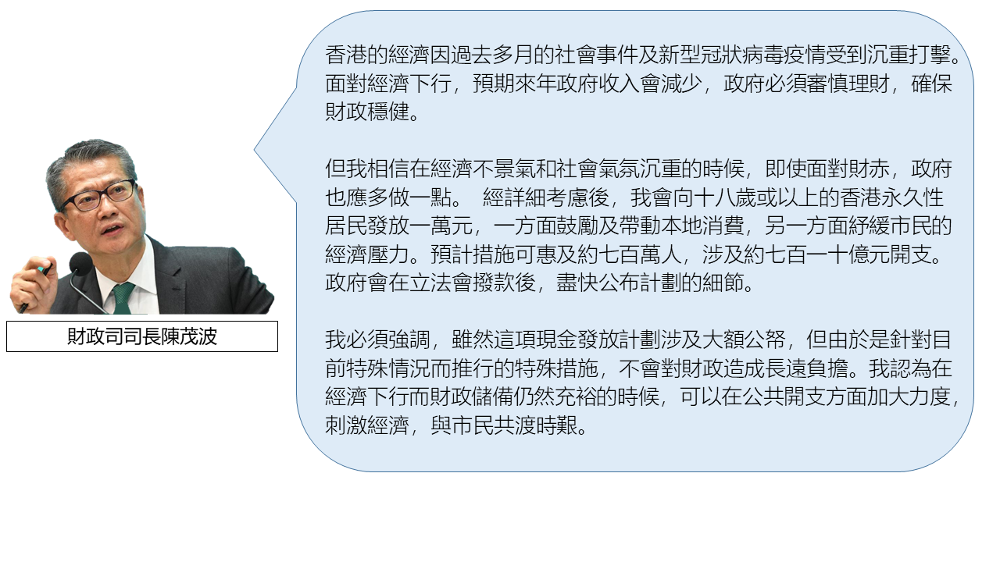 香港的經濟因過去多月的社會事件及新型冠狀病毒疫情受到沉重打擊。
面對經濟下行，預期來年政府收入會減少，政府必須審慎理財，確保
財政穩健。
但我相信在經濟不景氣和社會氣氛沉重的時候，即使面對財赤，政府
也應多做一點。 經詳細考慮後，我會向十八歲或以上的香港永久性
居民發放一萬元，一方面鼓勵及帶動本地消費，另一方面紓緩市民的
經濟壓力。預計措施可惠及約七百萬人，涉及約七百一十億元開支。
政府會在立法會撥款後，盡快公布計劃的細節。
我必須強調，雖然這項現金發放計劃涉及大額公帑，但由於是針對目
前特殊情況而推行的特殊措施，不會對財政造成長遠負擔。我認為在
經濟下行而財政儲備仍然充裕的時候，可以在公共開支方面加大力度，
刺激經濟，與市民共渡時艱。
財政司司長陳茂波